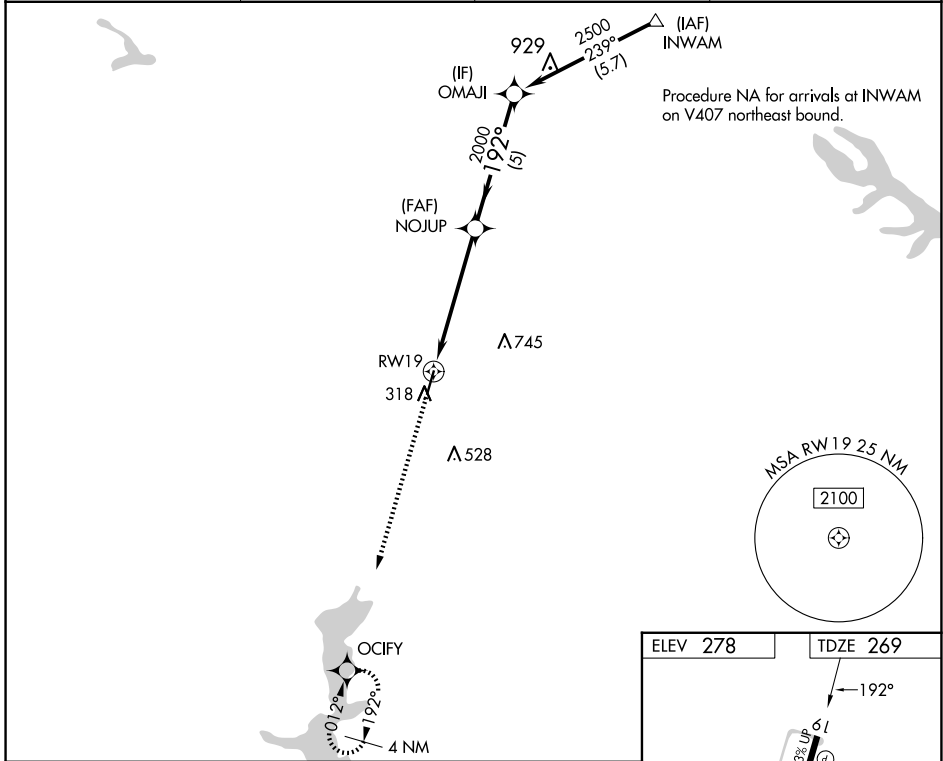 (IAF)
INWAM
2500
239°
(5.7)
929
(IF)
OMAJI
Procedure NA for arrivals at INWAM
on V407 northeast bound.
2000
192°
(5)
(FAF)
NOJUP
745
RW19
318
528
MSA RW19 25 NM
2100
OCIFY
012°
192°
4 NM
ELEV 278
TDZE 269
192°
19
3% UP
P